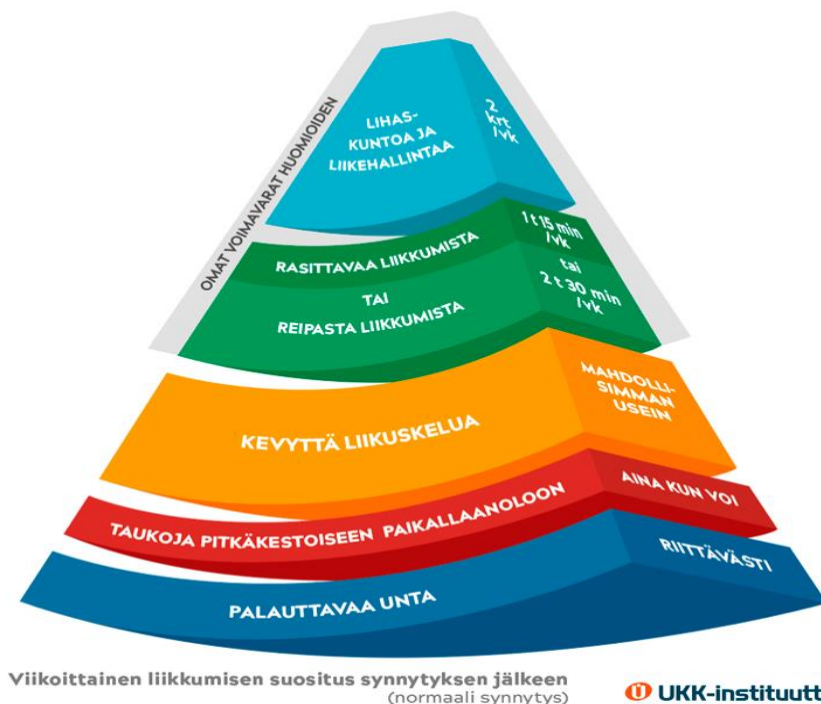 OMAT VOIMAVARAT HUOMIOIDEN
LIHAS-
KUNTOA JA
LIIKEHALLINTAA
2
krt
/vk
RASITTAVAA LIIKKUMISTA
1 t 15 min
/vk
TAI
REIPASTA LIIKKUMISTA
tai
2 t 30 min
/vk
KEVYTTÄ LIIKUSKELUA
MAHDOLLI-
SIMMAN
USEIN
TAUKOJA PITKÄKESTOISEEN PAIKALLAANOLOON
AINA KUN VOI
PALAUTTAVAA UNTA
RIITTÄVÄSTI
Viikoittainen liikkumisen suositus synnytyksen jälkeen
(normaali synnytys)
UKK-instituutt